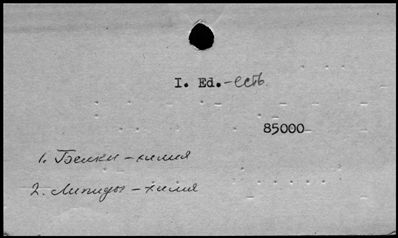 I. Ed. - есть
85000
1. Белки - химия
2. Липиды - химия